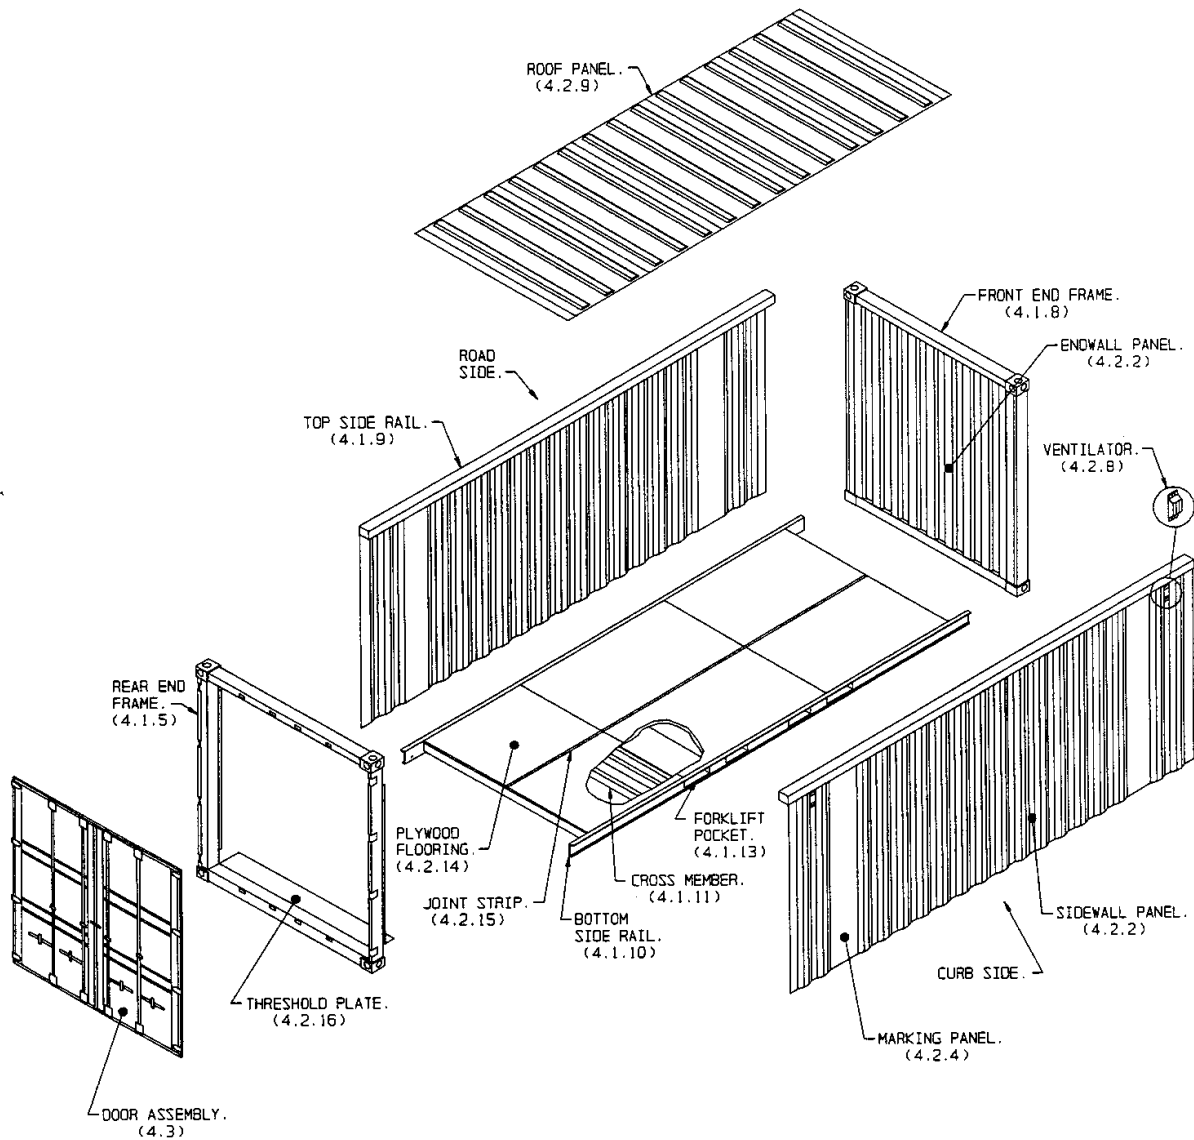 ROOF PANEL.
(4.2.9)
FRONT END FRAME.
(4.1.8)
ENDWALL PANEL.
(4.2.2)
ROAD
SIDE.
TOP SIDE RAIL.
(4.1.9)
VENTILATOR.
(4.2.8)
REAR END
FRAME.
(4.1.5)
PLYWOOD
FLOORING.
(4.2.14)
FORKLIFT
POCKET.
(4.1.13)
CROSS MEMBER.
(4.1.11)
JOINT STRIP.
(4.2.15)
BOTTOM
SIDE RAIL.
(4.1.10)
SIDEWALL PANEL.
(4.2.2)
CURB SIDE.
THRESHOLD PLATE.
(4.2.16)
MARKING PANEL.
(4.2.4)
DOOR ASSEMBLY.
(4.3)